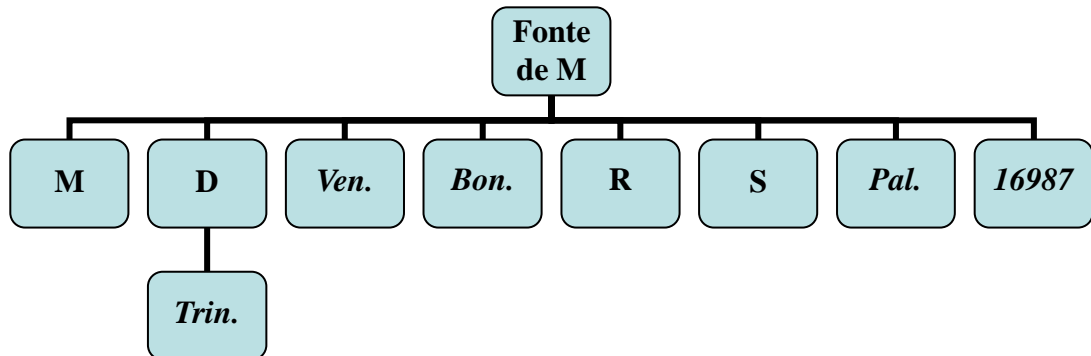 Fonte
de M
M
D
Ven.
Bon.
R
S
Pal.
16987
Trin.